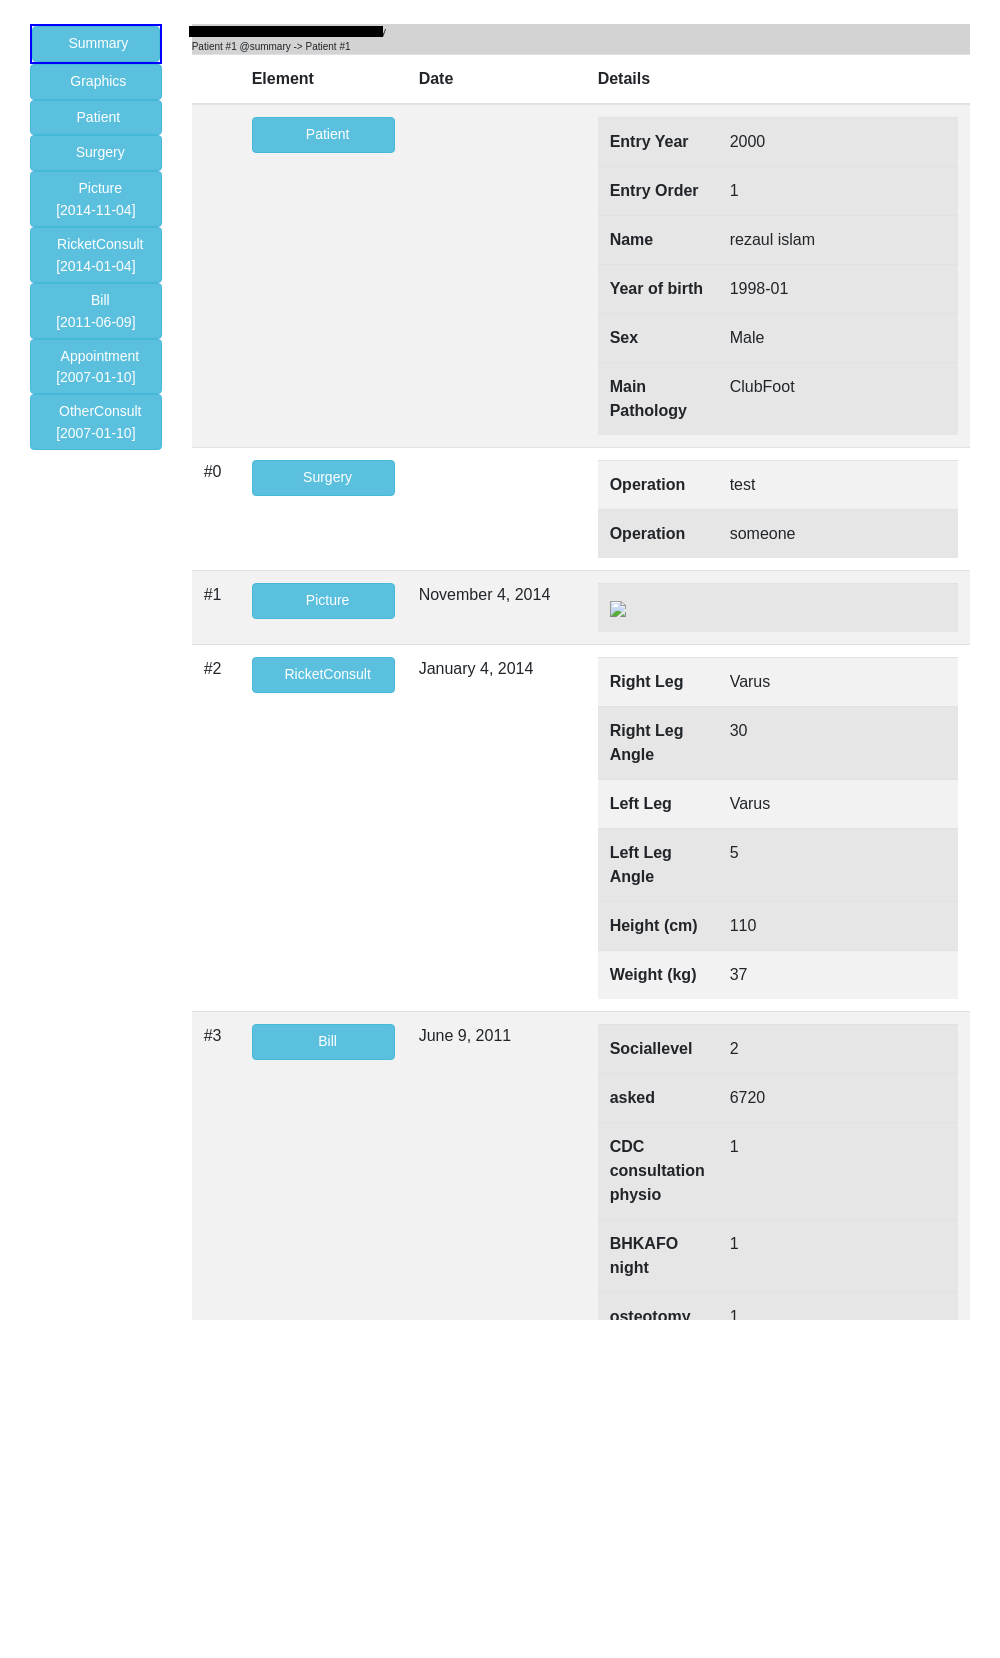 Summary
Graphics
Patient
Surgery
Picture
[2014-11-04]
RicketConsult
[2014-01-04]
Bill
[2011-06-09]
Appointment
[2007-01-10]
OtherConsult
[2007-01-10]
Patient #1 @summary -> Patient #1
Element Date Details
Patient
Entry Year 2000
Entry Order 1
Name rezaul islam
Year of birth 1998-01
Sex Male
Main ClubFoot
Pathology
#0 Surgery
Operation test
Operation someone
#1 Picture November 4, 2014
#2 RicketConsult January 4, 2014
Right Leg Varus
Right Leg 30
Angle
Left Leg Varus
Left Leg 5
Angle
Height (cm) 110
Weight (kg) 37
#3 Bill June 9, 2011
Sociallevel 2
asked 6720
CDC 1
consultation
physio
BHKAFO 1
night
osteotomy 1